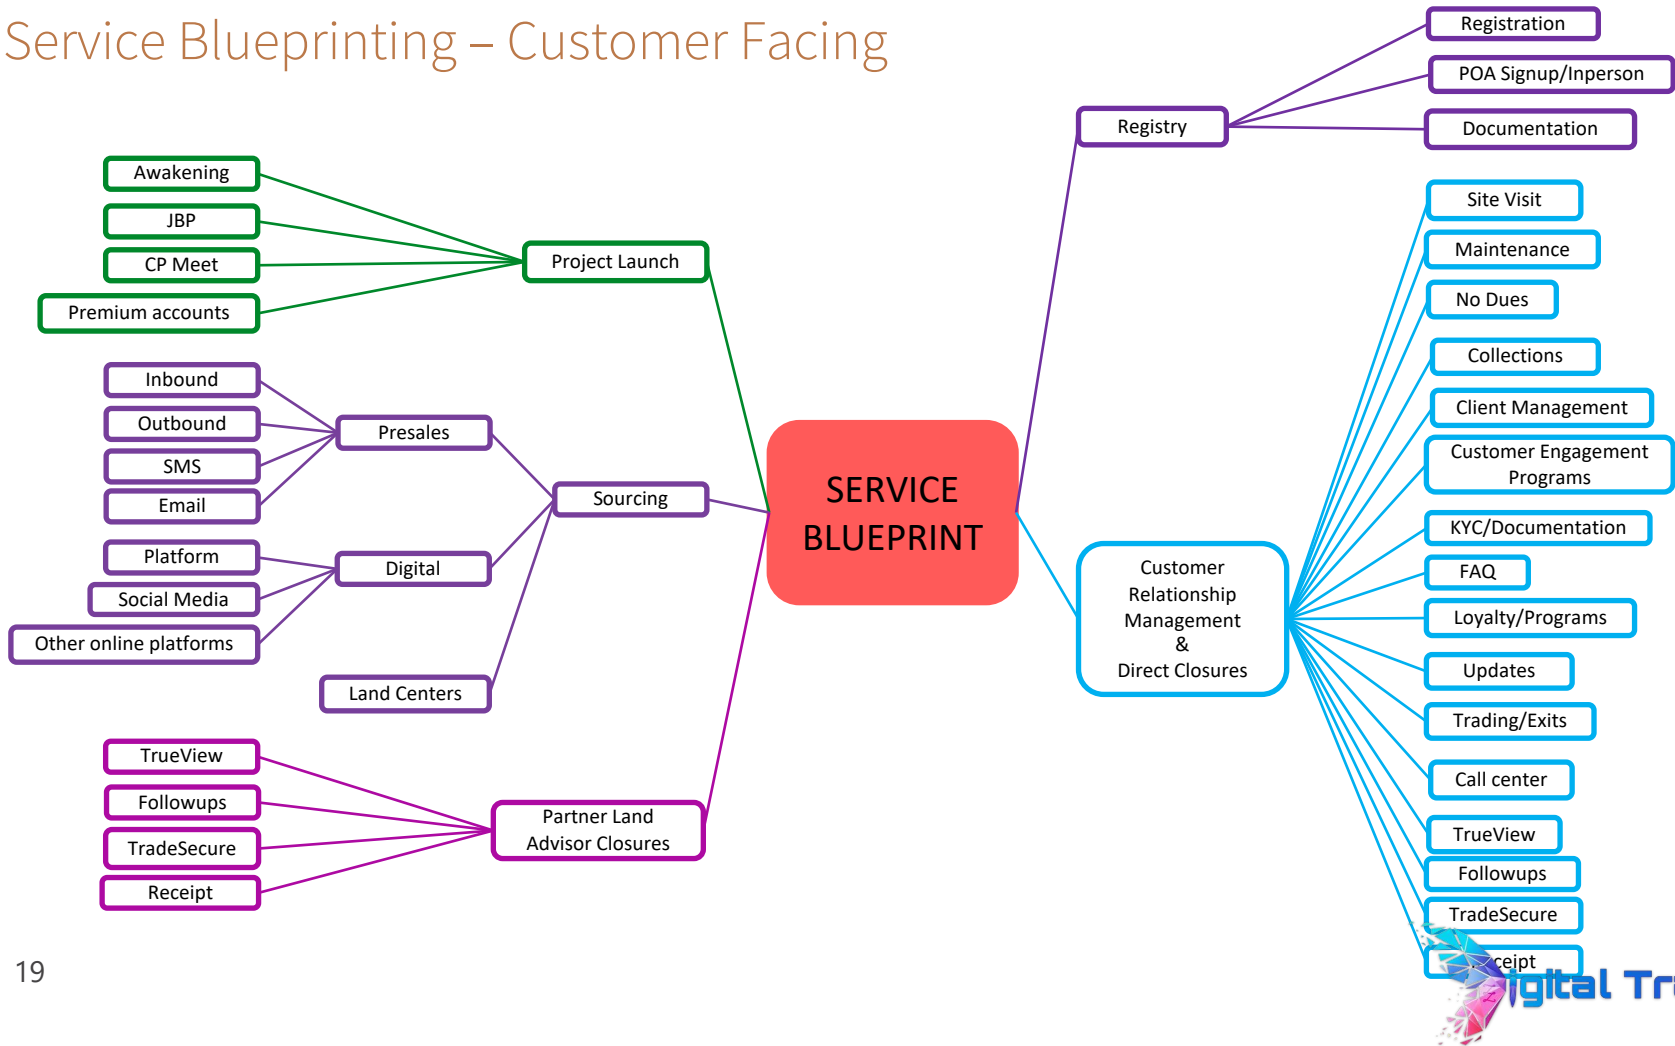 Service Blueprinting – Customer Facing
Awakening
JBP
CP Meet
Premium accounts
Project Launch
Inbound
Outbound
SMS
Email
Presales
Platform
Social Media
Other online platforms
Digital
Land Centers
Sourcing
TrueView
Followups
TradeSecure
Receipt
Partner Land
Advisor Closures
SERVICE
BLUEPRINT
Registry
Registration
POA Signup/Inperson
Documentation
Customer
Relationship
Management
&
Direct Closures
Site Visit
Maintenance
No Dues
Collections
Client Management
Customer Engagement
Programs
KYC/Documentation
FAQ
Loyalty/Programs
Updates
Trading/Exits
Call center
TrueView
Followups
TradeSecure
19